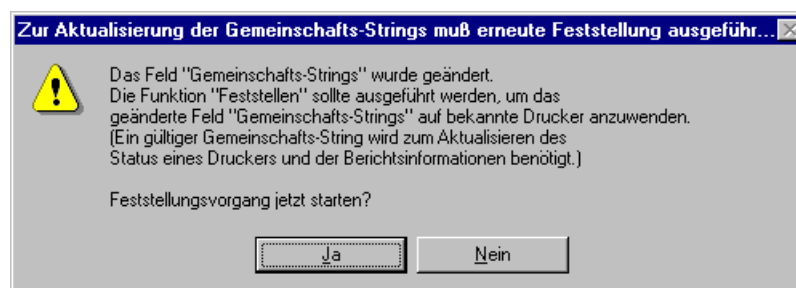 Zur Aktualisierung der Gemeinschafts-Strings muß erneute Feststellung ausgeführ...
Das Feld "Gemeinschafts-Strings" wurde geändert.
Die Funktion "Feststellen" sollte ausgeführt werden, um das
geänderte Feld "Gemeinschafts-Strings" auf bekannte Drucker anzuwenden.
(Ein gültiger Gemeinschafts-String wird zum Aktualisieren des
Status eines Druckers und der Berichtsinformationen benötigt.)
Feststellungsvorgang jetzt starten?
Ja Nein